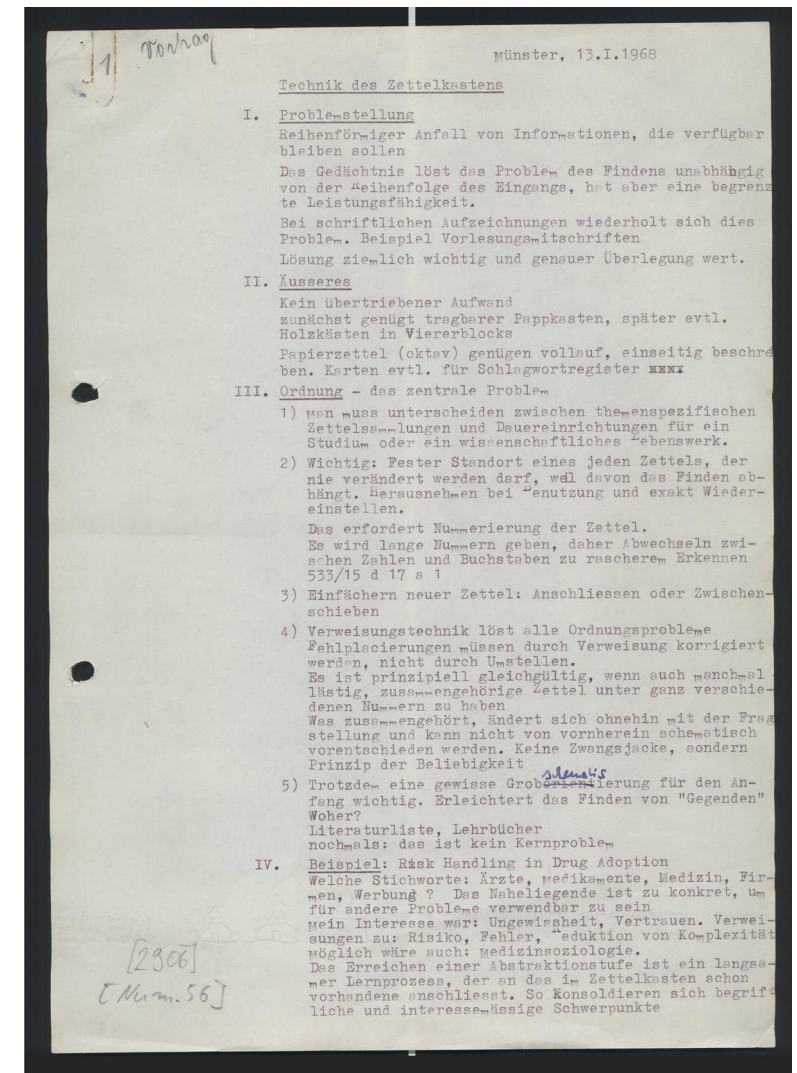 1) Vortrag
Münster, 13.I.1968
Technik des Zettelkastens
I. Problemstellung
Reihenförmiger Anfall von Informationen, die verfügbar
bleiben sollen
Das Gedächtnis löst das Problem des Findens unabhängig
von der Reihenfolge des Eingangs, hat aber eine begrenz
te Leistungsfähigkeit.
Bei schriftlichen Aufzeichnungen wiederholt sich dies
Problem. Beispiel Vorlesungsmitschriften
Lösung ziemlich wichtig und genauer Überlegung wert.
II. Äusseres
Kein übertriebener Aufwand
zunächst genügt tragbarer Pappkasten, später evtl.
Holzkästen in Viererblocks
Papierzettel (oktav) genügen vollauf, einseitig beschre
ben. Karten evtl. für Schlagwortregister
III. Ordnung - das zentrale Problem
1) Man muss unterscheiden zwischen themenspezifischen
Zettelsammlungen und Dauereinrichtungen für ein
Studium oder ein wissenschaftliches Lebenswerk.
2) Wichtig: Fester Standort eines jeden Zettels, der
nie verändert werden darf, weil davon das Finden ab-
hängt. Herausnehmen bei Benutzung und exakt Wieder-
einstellen.
Das erfordert Nummerierung der Zettel.
Es wird lange Nummern geben, daher Abwechseln zwi-
schen Zahlen und Buchstaben zu rascherem Erkennen
533/15 d 17 a 1
3) Einfächern neuer Zettel: Anschliessen oder Zwischen-
schieben
4) Verweisungstechnik löst alle Ordnungsprobleme
Fehlplacierungen müssen durch Verweisung korrigiert
werden, nicht durch Umstellen.
Es ist prinzipiell gleichgültig, wenn auch manchmal
lästig, zusammengehörige Zettel unter ganz verschie-
denen Nummern zu haben
Was zusammengehört, ändert sich ohnehin mit der Frag
stellung und kann nicht von vornherein schematisch
vorentschieden werden. Keine Zwangsjacke, sondern
Prinzip der Beliebigkeit
5) Trotzdem eine gewisse Grobschematisierung für den An-
fang wichtig. Erleichtert das Finden von "Gegenden"
Woher?
Literaturliste, Lehrbücher
nochmals: das ist kein Kernproblem
IV. Beispiel: Risk Handling in Drug Adoption
Welche Stichworte: Ärzte, Medikamente, Medizin, Fir-
men, Werbung ? Das Naheliegende ist zu konkret, um
für andere Probleme verwendbar zu sein
Mein Interesse war: Ungewissheit, Vertrauen. Verwei-
sungen zu: Risiko, Fehler, Reduktion von Komplexität
Möglich wäre auch: Medizinsoziologie.
Das Erreichen einer Abstraktionstufe ist ein langsa-
mer Lernprozess, der an das im Zettelkasten schon
vorhandene anschliesst. So Konsoldieren sich begrif
liche und interessemässige Schwerpunkte
[2906]
[Num. 56]